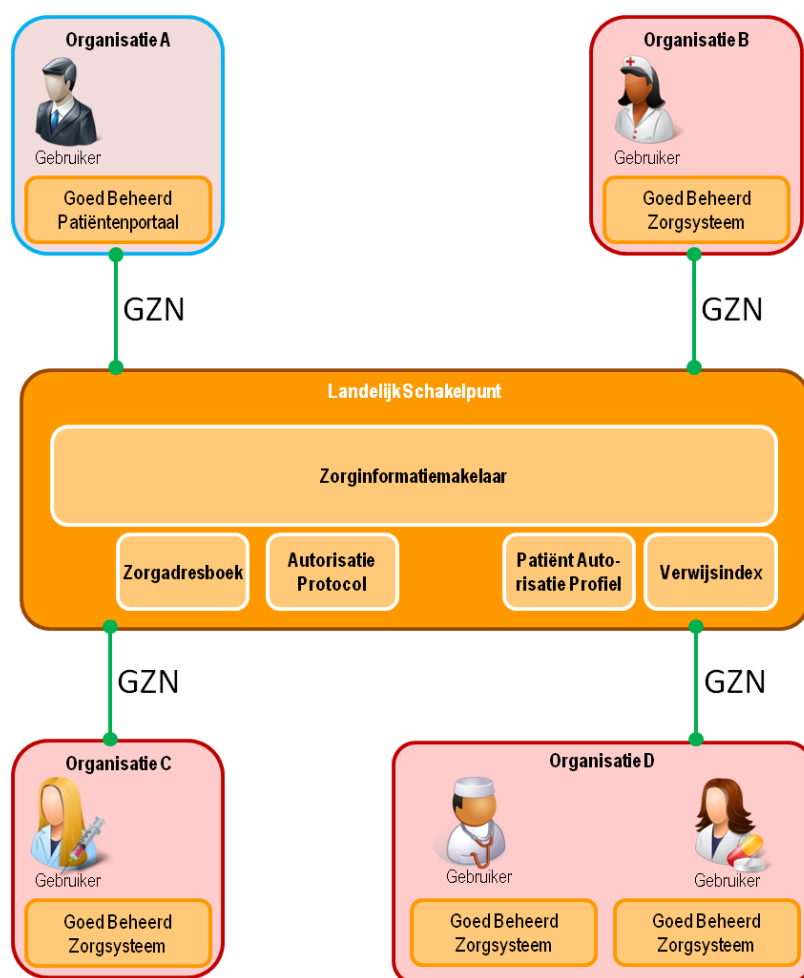 Organisatie A
Gebruiker
Goed Beheerd
Patiëntenportaal
Organisatie B
Gebruiker
Goed Beheerd
Zorgsysteem
GZN
GZN
Landelijk Schakelpunt
Zorginformatiemakelaar
Zorgadresboek
Autorisatie
Protocol
Patiënt Auto-
risatie Profiel
Verwijsindex
GZN
GZN
Organisatie C
Gebruiker
Goed Beheerd
Zorgsysteem
Organisatie D
Gebruiker
Gebruiker
Goed Beheerd
Zorgsysteem
Goed Beheerd
Zorgsysteem